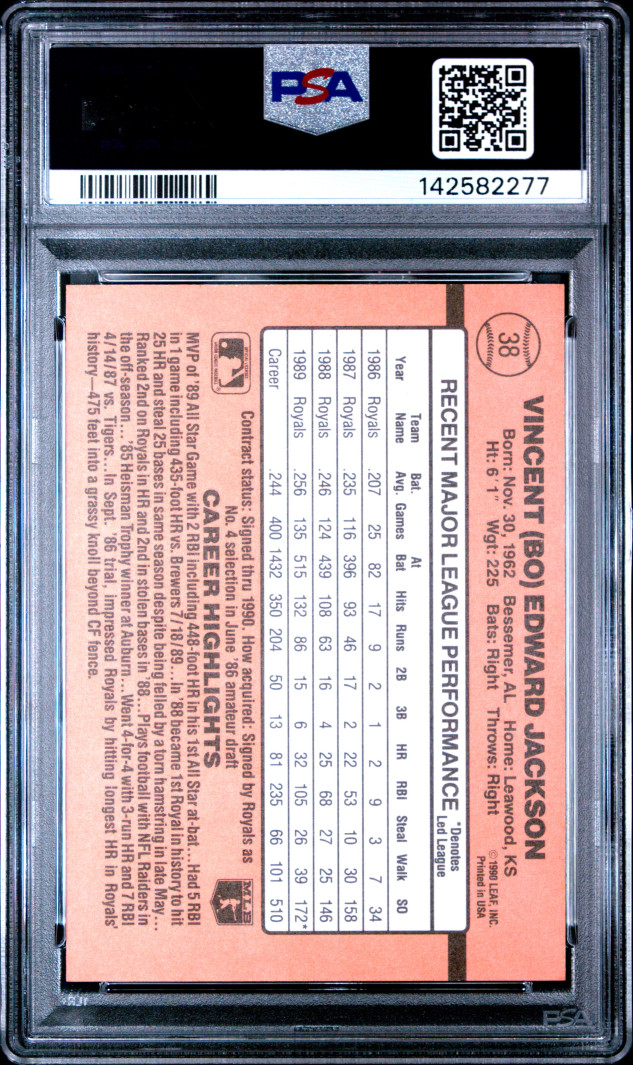 PSA
142582277
38
VINCENT (BO) EDWARD JACKSON
Born: Nov. 30, 1962 Bessemer, AL Home: Leawood, KS
Ht: 6'1" Wgt: 225 Bats: Right Throws: Right
©1990 LEAF, INC.
Printed in USA
RECENT MAJOR LEAGUE PERFORMANCE
*Denotes
Led League
Team Bat. At
Year Name Avg. Games Bat Hits Runs 2B 3B HR RBI Steal Walk SO
1986 Royals .207 25 82 17 9 2 1 2 9 3 7 34
1987 Royals .235 116 396 93 46 17 2 22 53 10 30 158
1988 Royals .246 124 439 108 63 16 4 25 68 27 25 146
1989 Royals .256 135 515 132 86 15 6 32 105 26 39 172*
Career .244 400 1432 350 204 50 13 81 235 66 101 510
Contract status: Signed thru 1990. How acquired: Signed by Royals as
No. 4 selection in June '86 amateur draft
MLB
CAREER HIGHLIGHTS
MVP of '89 All Star Game with 2 RBI including 448-foot HR in his 1st All Star at-bat... Had 5 RBI
in 1 game including 435-foot HR vs. Brewers 7/18/89... In '88 became 1st Royal in history to hit
25 HR and steal 25 bases in same season despite being felled by a torn hamstring in late May...
Ranked 2nd on Royals in HR and 2nd in stolen bases in '88... Plays football with NFL Raiders in
the off-season... '85 Heisman Trophy winner at Auburn... Went 4-for-4 with 3-run HR and 7 RBI
4/14/87 vs. Tigers... In Sept. '86 trial, impressed Royals by hitting longest HR in Royals'
history—475 feet into a grassy knoll beyond CF fence.
PSA